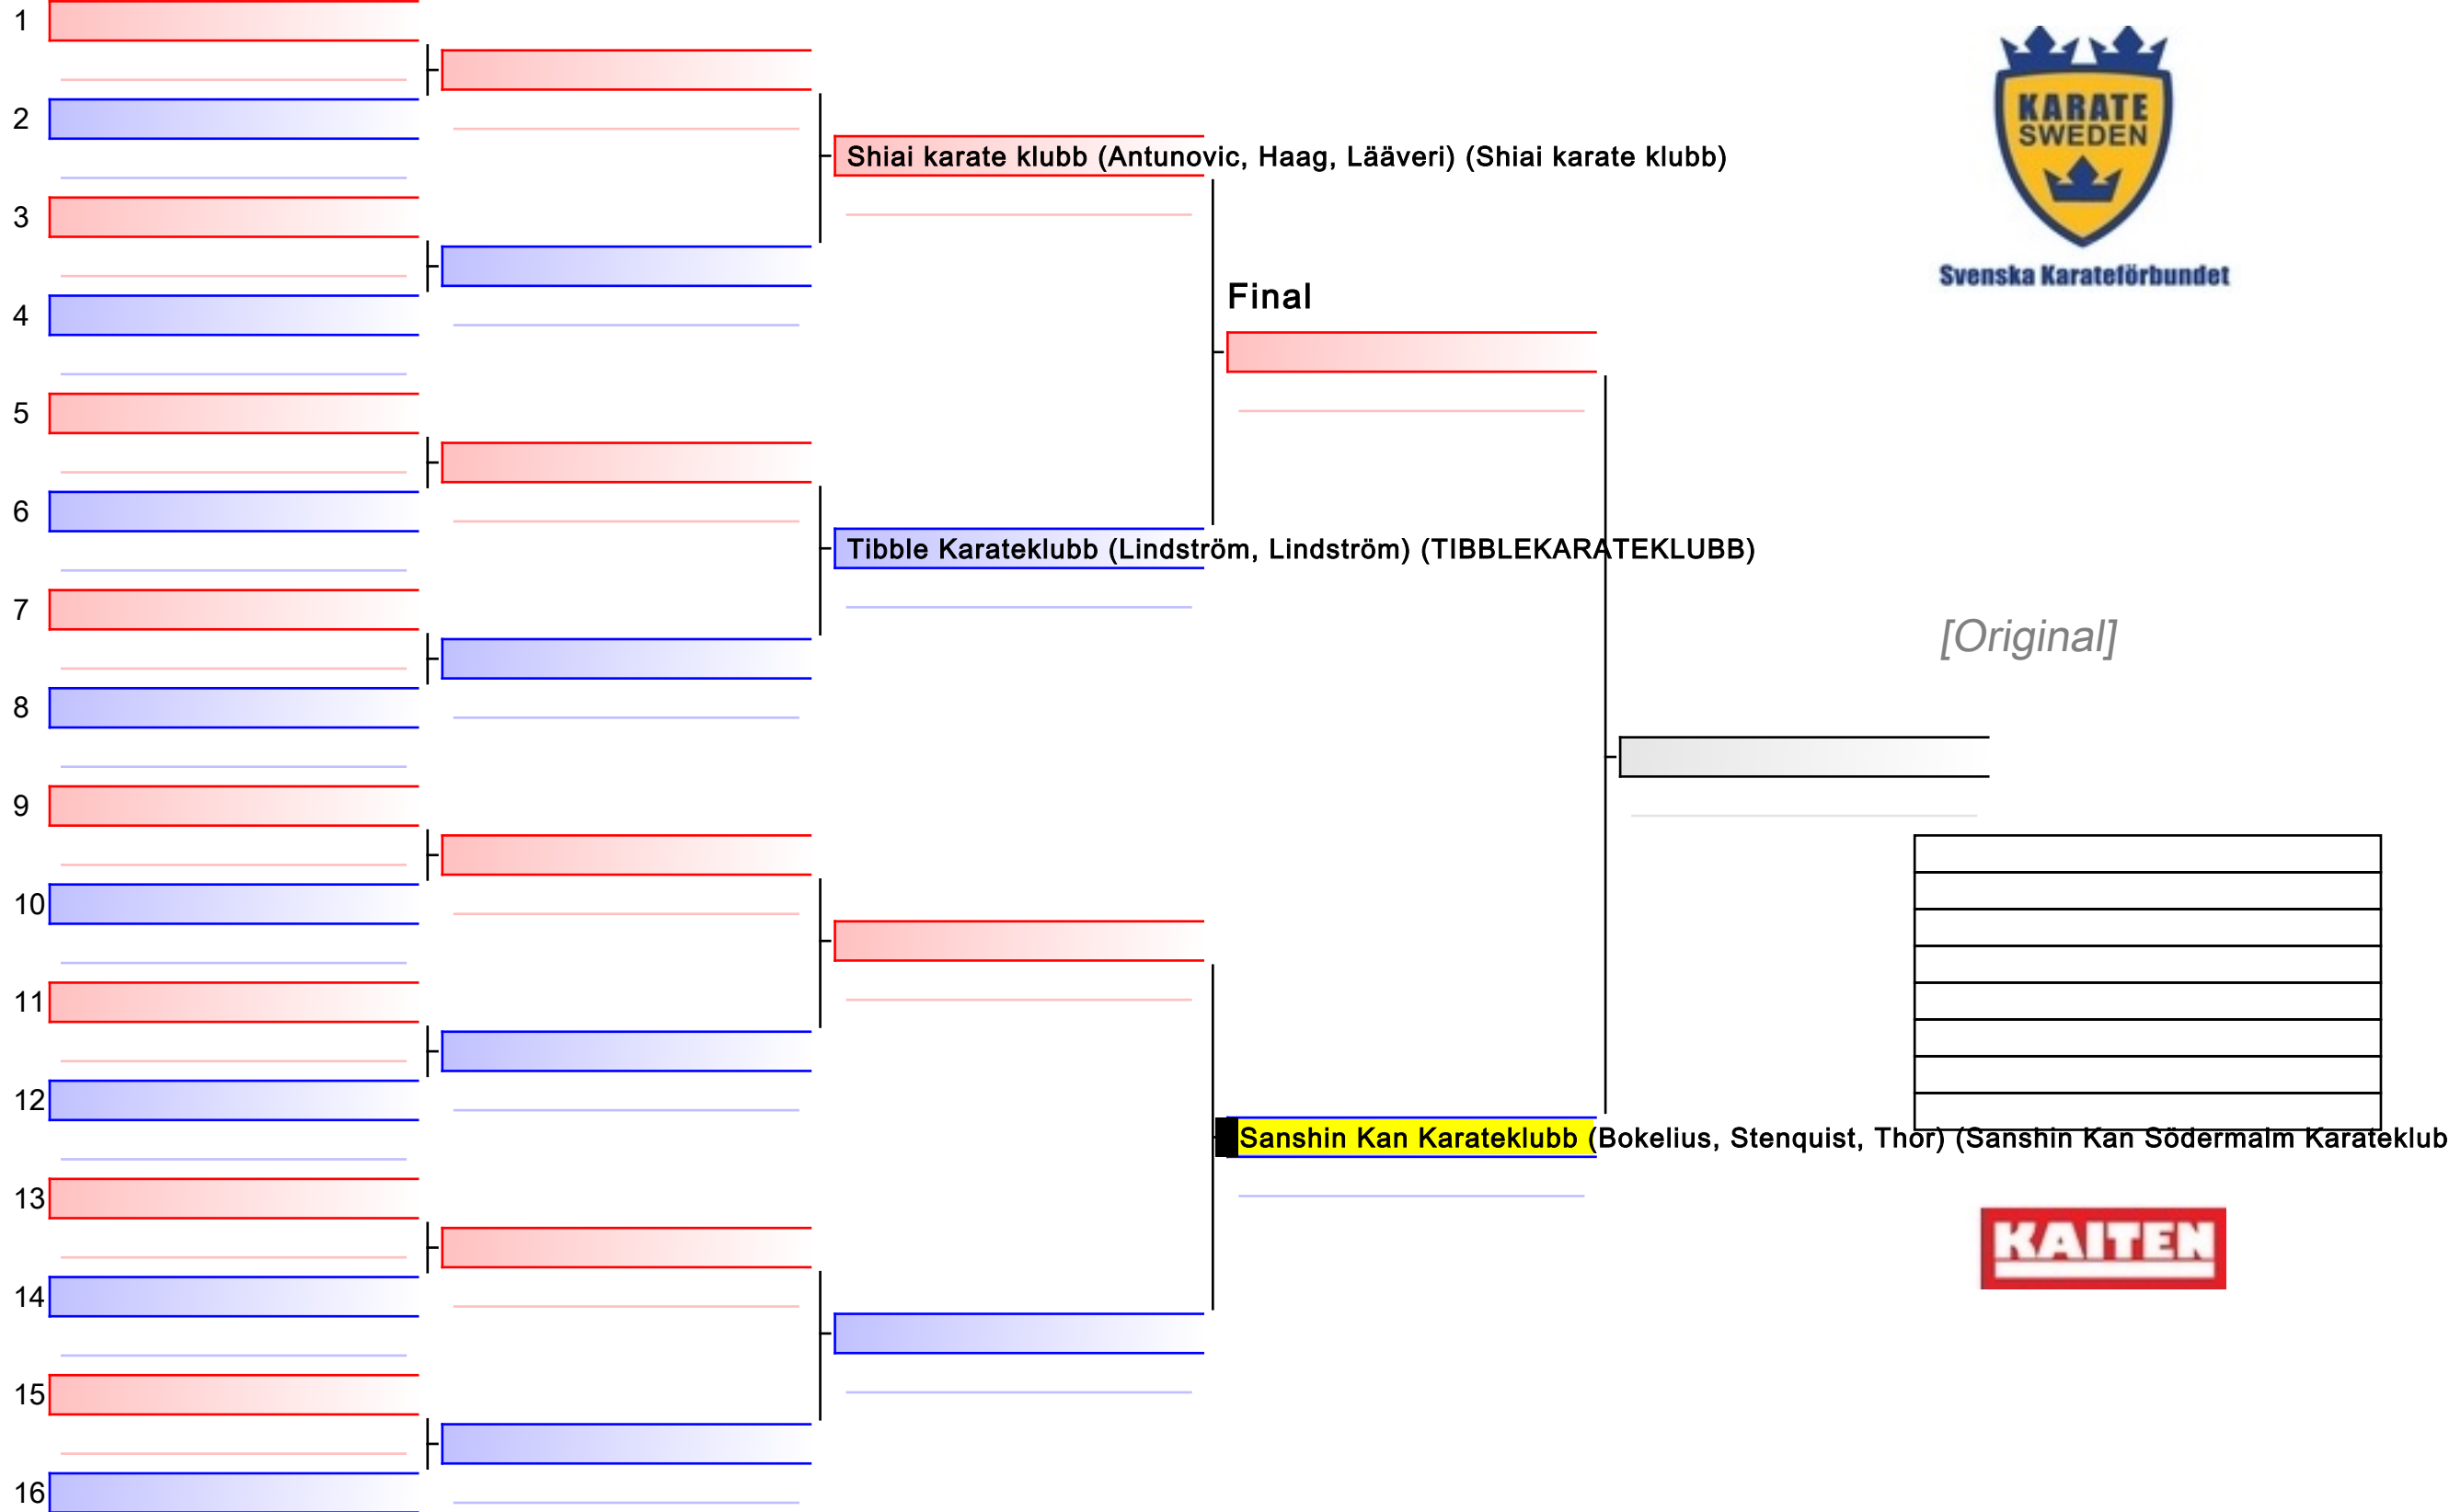 1
2
3
4
5
6
7
8
9
10
11
12
13
14
15
16
Shiai karate klubb (Antunovic, Haag, Lääveri) (Shiai karate klubb)
Tibble Karateklubb (Lindström, Lindström) (TIBBLEKARATEKLUBB)
Final
Sanshin Kan Karateklubb (Bokelius, Stenquist, Thor) (Sanshin Kan Södermalm Karateklub
KARATE
SWEDEN
Svenska Karateförbundet
[Original]
KAITEN